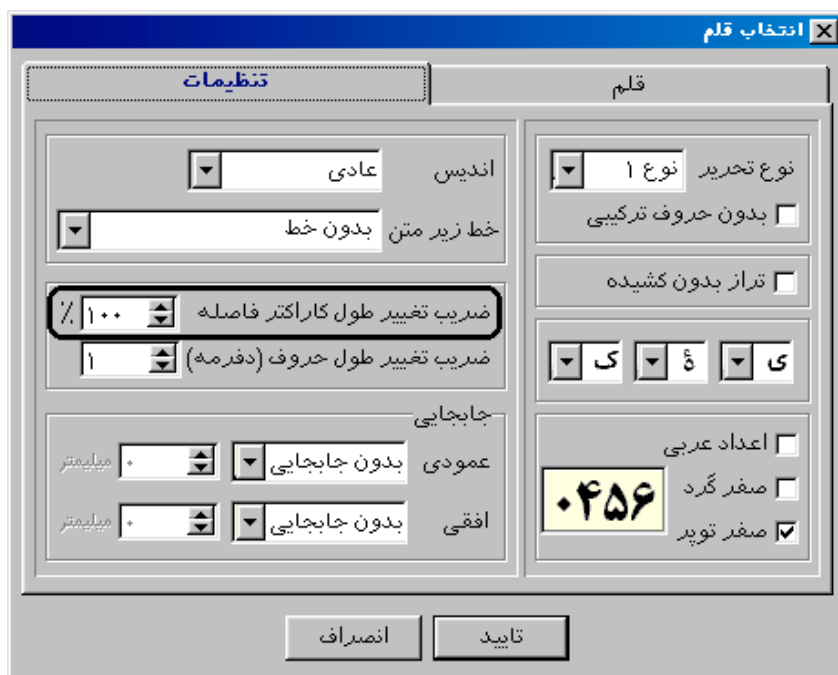 انتخاب قلم
قلم
تنظیمات
نوع تحریر نوع ۱
بدون حروف ترکیبی
تراز بدون کشیده
ی هٔ ک
اعداد عربی
صفر گرد
صفر توپر
۰۴۵۶
اندیس عادی
خط زیر متن بدون خط
ضریب تغییر طول کاراکتر فاصله ۱۰۰ ٪
ضریب تغییر طول حروف (دفرمه) ۱
جابجایی
عمودی بدون جابجایی ۰ میلیمتر
افقی بدون جابجایی ۰ میلیمتر
تایید
انصراف